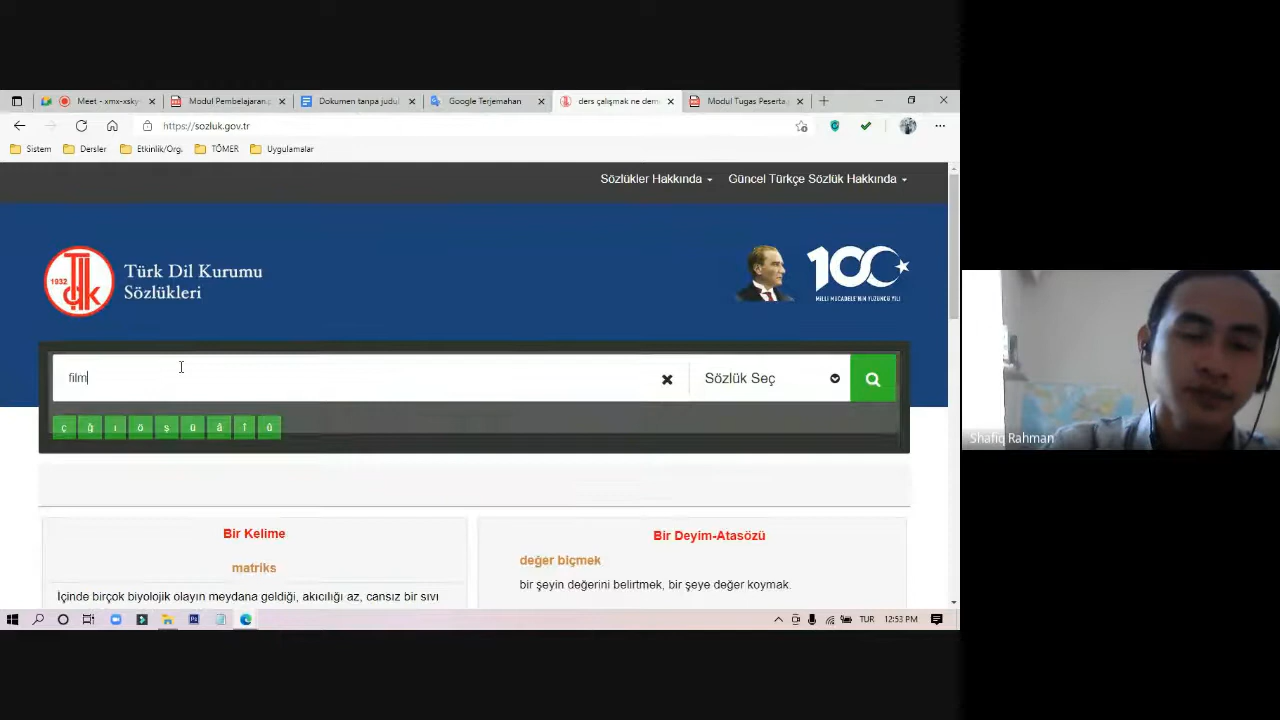 Meet - xmx-xsky
Modul Pembelajaran.p
Dokumen tanpa judul
Google Terjemahan
ders çalışmak ne dem
Modul Tugas Peserta
https://sozluk.gov.tr
Sistem
Dersler
Etkinlik/Org.
TÖMER
Uygulamalar
Sözlükler Hakkında
Güncel Türkçe Sözlük Hakkında
1932
Türk Dil Kurumu
Sözlükleri
100
MİLLİ MÜCADELE'NİN YÜZÜNCÜ YILI
film
Sözlük Seç
ç ğ ı ö ş ü â î û
Bir Kelime
matriks
İçinde birçok biyolojik olayın meydana geldiği, akıcılığı az, cansız bir sıvı
Bir Deyim-Atasözü
değer biçmek
bir şeyin değerini belirtmek, bir şeye değer koymak.
TUR
12:53 PM
Shafiq Rahman